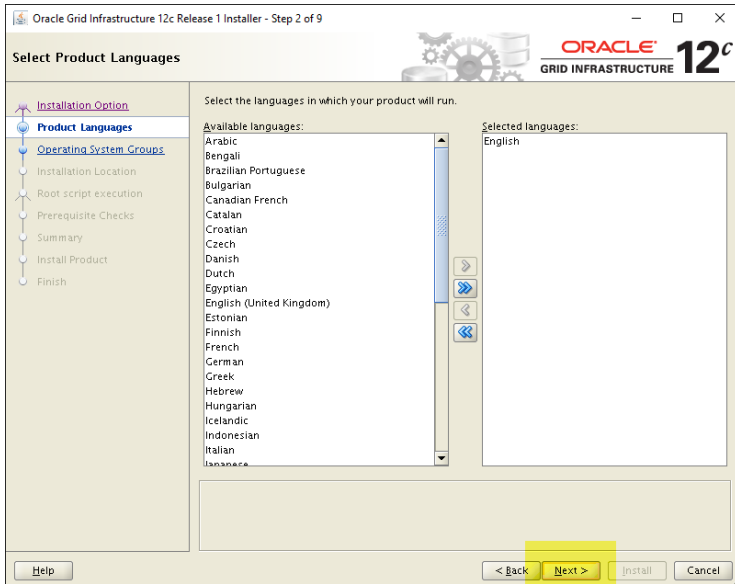 Oracle Grid Infrastructure 12c Release 1 Installer - Step 2 of 9
Select Product Languages
ORACLE
GRID INFRASTRUCTURE
12c
Installation Option
Product Languages
Operating System Groups
Installation Location
Root script execution
Prerequisite Checks
Summary
Install Product
Finish
Select the languages in which your product will run.
Available languages:
Arabic
Bengali
Brazilian Portuguese
Bulgarian
Canadian French
Catalan
Croatian
Czech
Danish
Dutch
Egyptian
English (United Kingdom)
Estonian
Finnish
French
German
Greek
Hebrew
Hungarian
Icelandic
Indonesian
Italian
Japanese
Selected languages:
English
Help
< Back
Next >
Install
Cancel